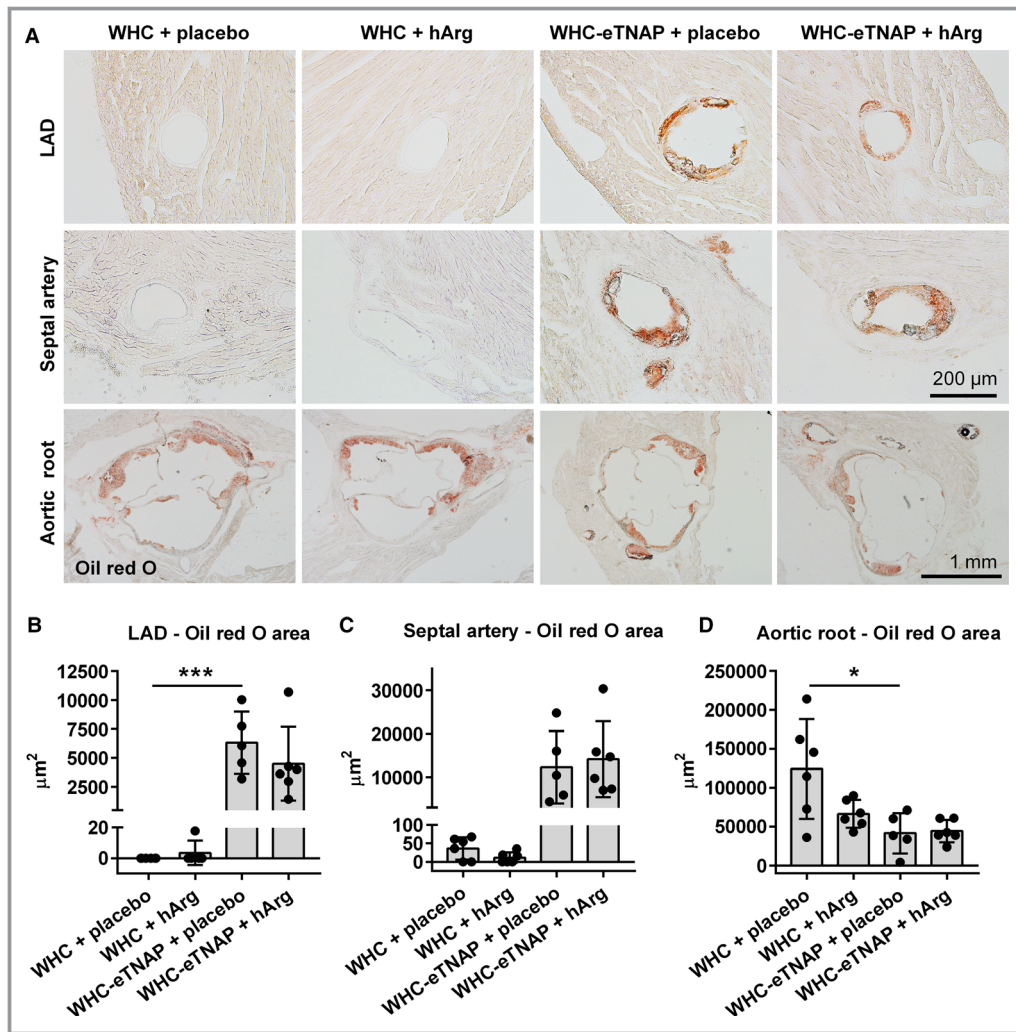 A
WHC + placebo
WHC + hArg
WHC-eTNAP + placebo
WHC-eTNAP + hArg
LAD
Septal artery
200 µm
Aortic root
Oil red O
1 mm
B
LAD - Oil red O area
µm²
12500
10000
7500
5000
2500
20
0
***
WHC + placebo
WHC + hArg
WHC-eTNAP + placebo
WHC-eTNAP + hArg
C
Septal artery - Oil red O area
µm²
30000
20000
10000
100
50
0
WHC + placebo
WHC + hArg
WHC-eTNAP + placebo
WHC-eTNAP + hArg
D
Aortic root - Oil red O area
µm²
250000
200000
150000
100000
50000
0
*
WHC + placebo
WHC + hArg
WHC-eTNAP + placebo
WHC-eTNAP + hArg